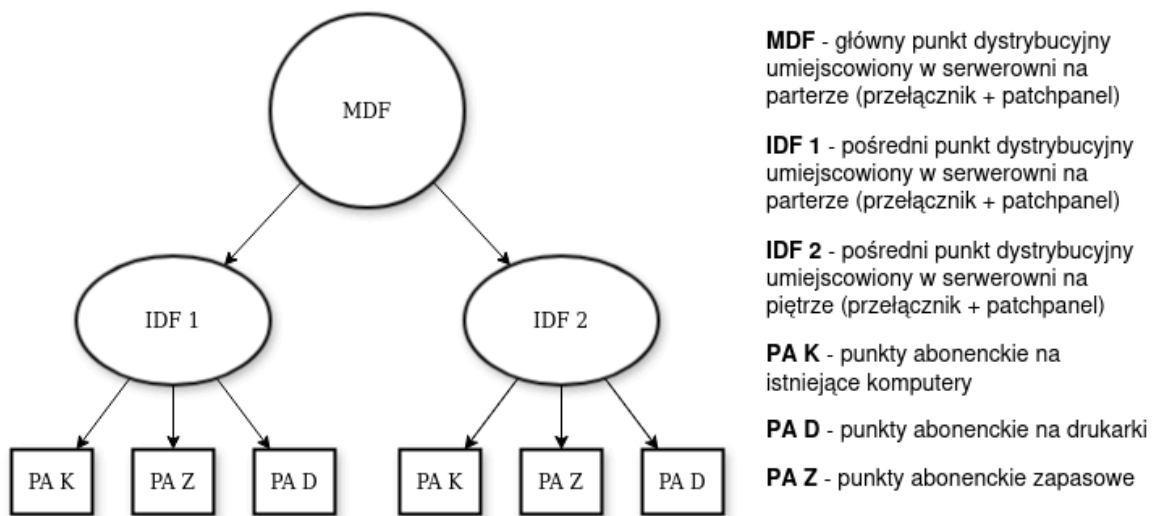 MDF
IDF 1
IDF 2
PA K
PA Z
PA D
PA K
PA Z
PA D
MDF - główny punkt dystrybucyjny
umiejscowiony w serwerowni na
parterze (przełącznik + patchpanel)
IDF 1 - pośredni punkt dystrybucyjny
umiejscowiony w serwerowni na
parterze (przełącznik + patchpanel)
IDF 2 - pośredni punkt dystrybucyjny
umiejscowiony w serwerowni na
piętrze (przełącznik + patchpanel)
PA K - punkty abonenckie na
istniejące komputery
PA D - punkty abonenckie na drukarki
PA Z - punkty abonenckie zapasowe